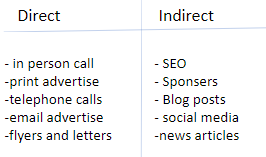 Direct Indirect
- in person call - SEO
-print advertise - Sponsers
-telephone calls - Blog posts
-email advertise - social media
-flyers and letters -news articles